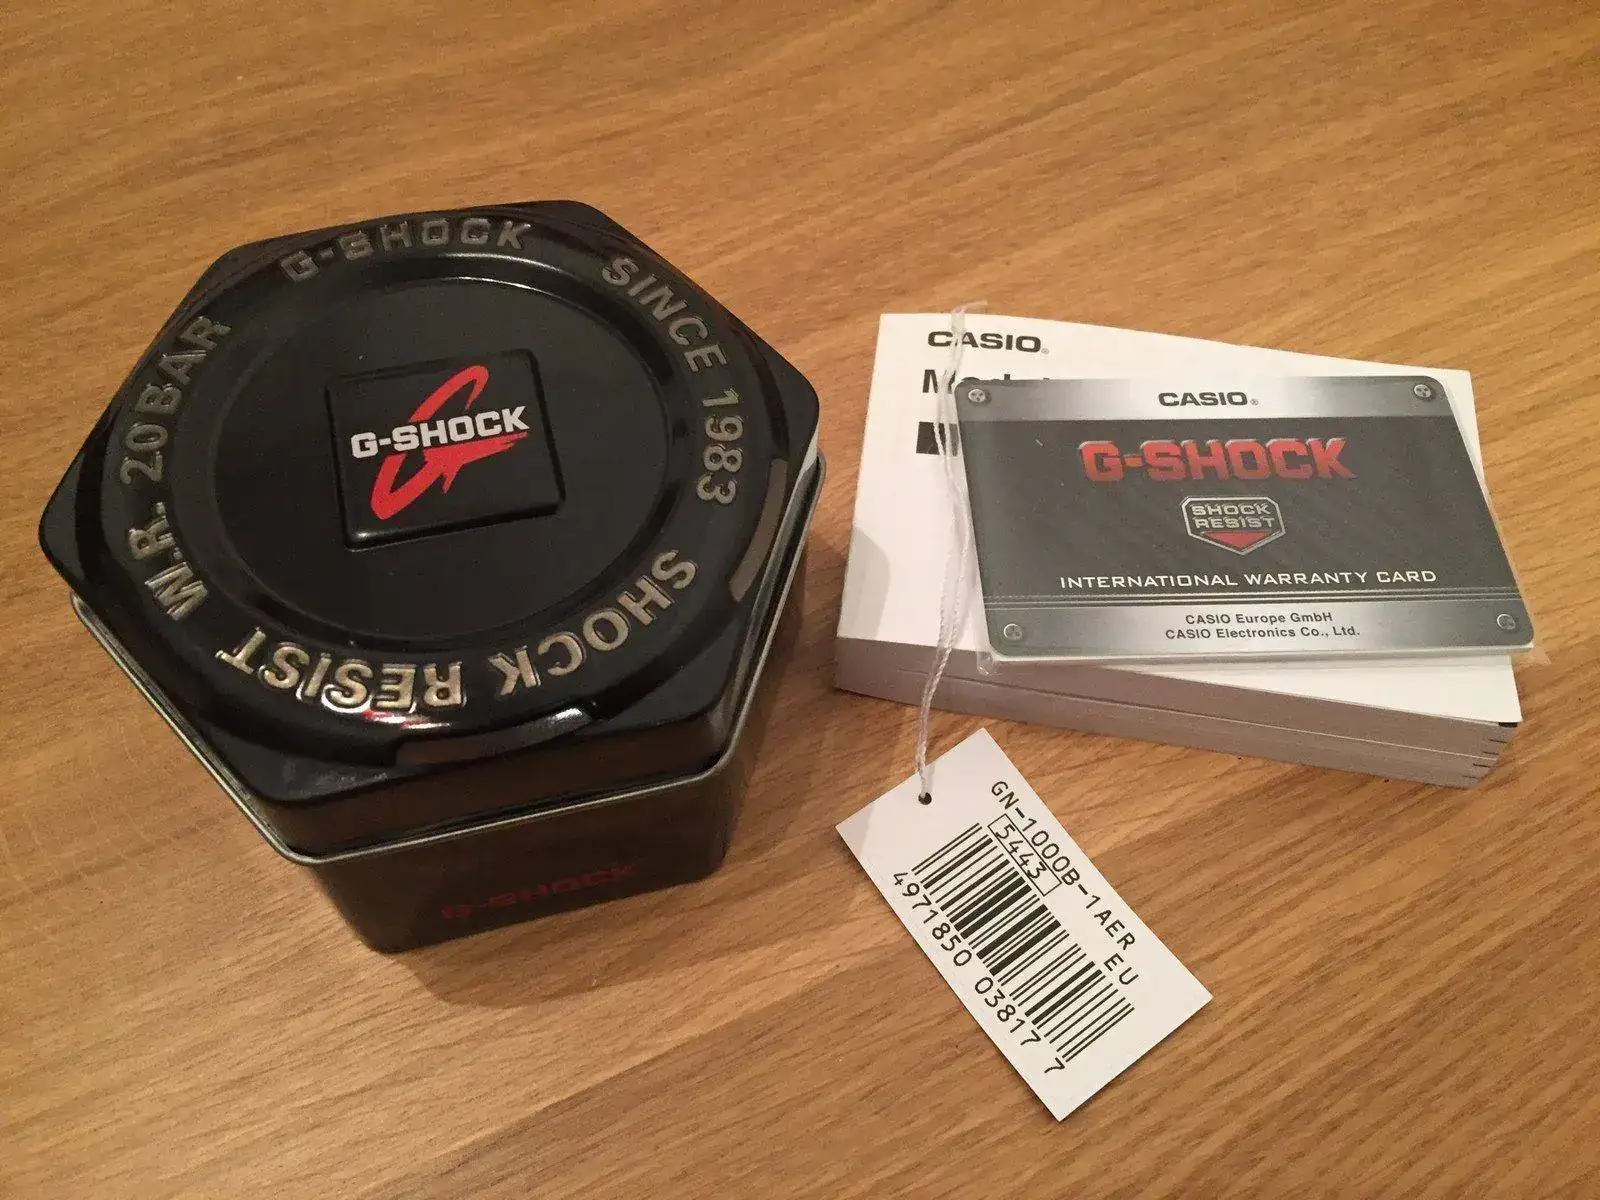 G-SHOCK
SINCE 1983
SHOCK RESIST
W.R. 20BAR
G-SHOCK
G-SHOCK
CASIO
CASIO
G-SHOCK
SHOCK
RESIST
INTERNATIONAL WARRANTY CARD
CASIO Europe GmbH
CASIO Electronics Co., Ltd.
GN-1000B-1AER EU
5443
4971850 03817 7